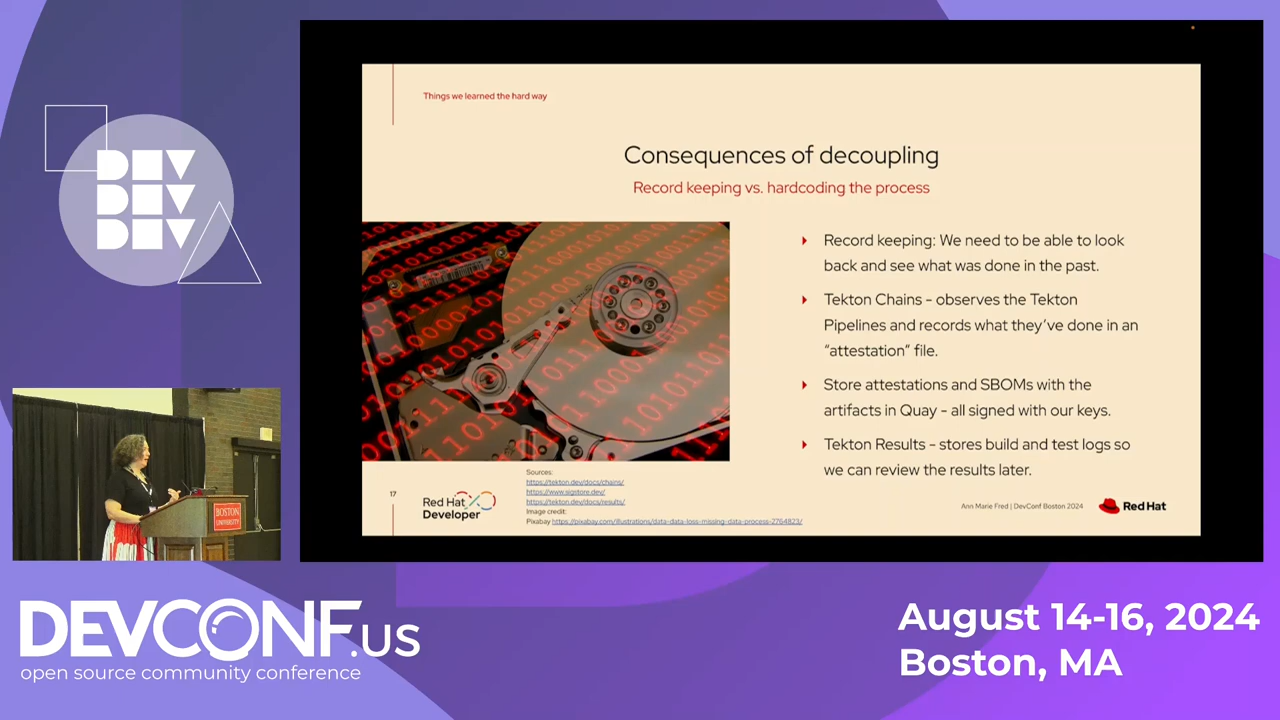 DEV
DEV
DEV
Things we learned the hard way
Consequences of decoupling
Record keeping vs. hardcoding the process
Record keeping: We need to be able to look
back and see what was done in the past.
Tekton Chains - observes the Tekton
Pipelines and records what they've done in an
"attestation" file.
Store attestations and SBOMs with the
artifacts in Quay - all signed with our keys.
Tekton Results - stores build and test logs so
we can review the results later.
Sources:
https://tekton.dev/docs/chains/
https://www.sigstore.dev/
https://tekton.dev/docs/results/
Image credit:
Pixabay https://pixabay.com/illustrations/data-data-loss-missing-data-process-2764823/
17
Red Hat
Developer
Ann Marie Fred | DevConf Boston 2024
Red Hat
BOSTON
UNIVERSITY
DEVCONF.US
open source community conference
August 14-16, 2024
Boston, MA